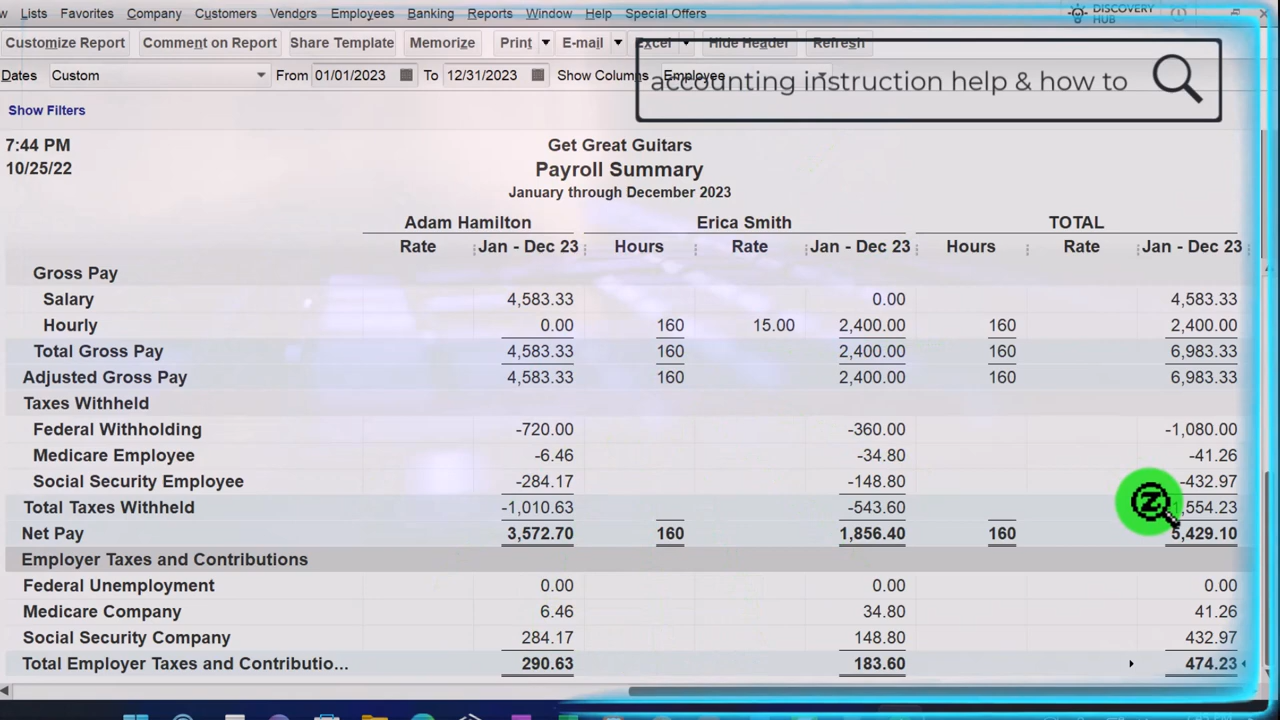 Lists Favorites Company Customers Vendors Employees Banking Reports Window Help Special Offers DISCOVERY HUB
Customize Report Comment on Report Share Template Memorize Print E-mail Excel Hide Header Refresh
Dates Custom From 01/01/2023 To 12/31/2023 Show Columns Employee
accounting instruction help & how to
Show Filters
7:44 PM Get Great Guitars
10/25/22 Payroll Summary
January through December 2023
Adam Hamilton Erica Smith TOTAL
Rate Jan - Dec 23 Hours Rate Jan - Dec 23 Hours Rate Jan - Dec 23
Gross Pay
Salary 4,583.33 0.00 4,583.33
Hourly 0.00 160 15.00 2,400.00 160 2,400.00
Total Gross Pay 4,583.33 160 2,400.00 160 6,983.33
Adjusted Gross Pay 4,583.33 160 2,400.00 160 6,983.33
Taxes Withheld
Federal Withholding -720.00 -360.00 -1,080.00
Medicare Employee -6.46 -34.80 -41.26
Social Security Employee -284.17 -148.80 -432.97
Total Taxes Withheld -1,010.63 -543.60 1,554.23
Net Pay 3,572.70 160 1,856.40 160 5,429.10
Employer Taxes and Contributions
Federal Unemployment 0.00 0.00 0.00
Medicare Company 6.46 34.80 41.26
Social Security Company 284.17 148.80 432.97
Total Employer Taxes and Contributio... 290.63 183.60 474.23